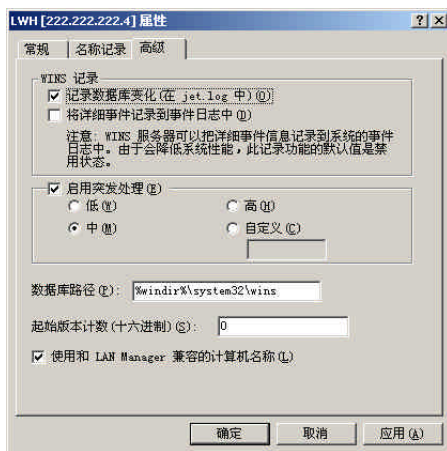 LWH [222.222.222.4] 属性
常规 名称记录 高级
WINS 记录
记录数据库变化(在 jet.log 中)(O)
将详细事件记录到事件日志中(D)
注意: WINS 服务器可以把详细事件信息记录到系统的事件
日志中。由于会降低系统性能,此记录功能的默认值是禁
用状态。
启用突发处理(E)
低(W) 高(H)
中(M) 自定义(C)
数据库路径(P): %windir%\system32\wins
起始版本计数(十六进制)(S): 0
使用和 LAN Manager 兼容的计算机名称(L)
确定 取消 应用(A)